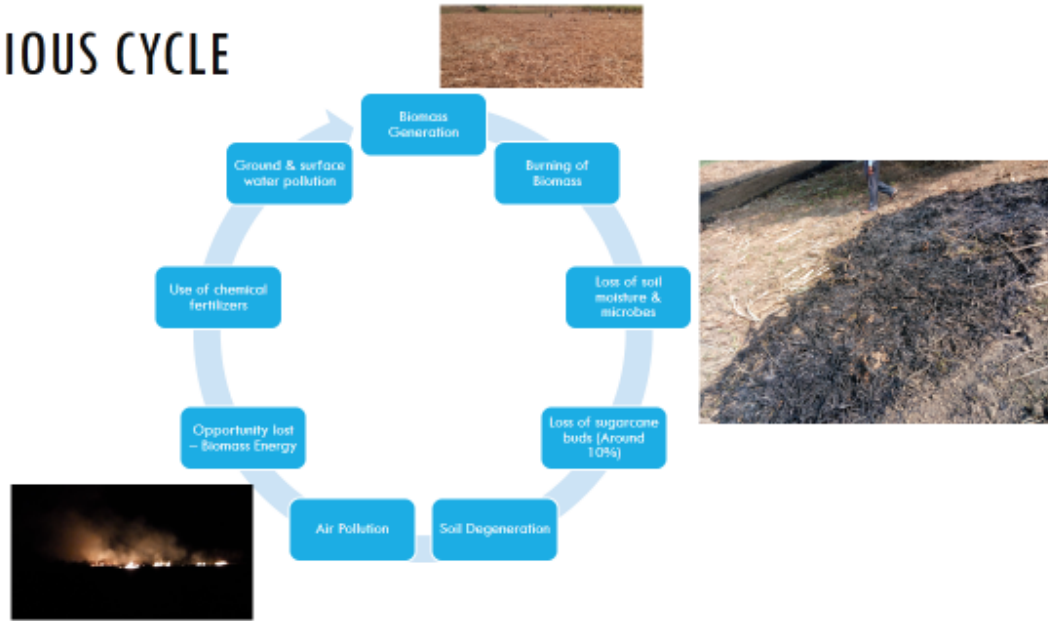 IOUS CYCLE
Biomass
Generation
Burning of
Biomass
Loss of soil
moisture &
microbes
Loss of sugarcane
buds (Around
10%)
Soil Degeneration
Air Pollution
Opportunity lost
– Biomass Energy
Use of chemical
fertilizers
Ground & surface
water pollution